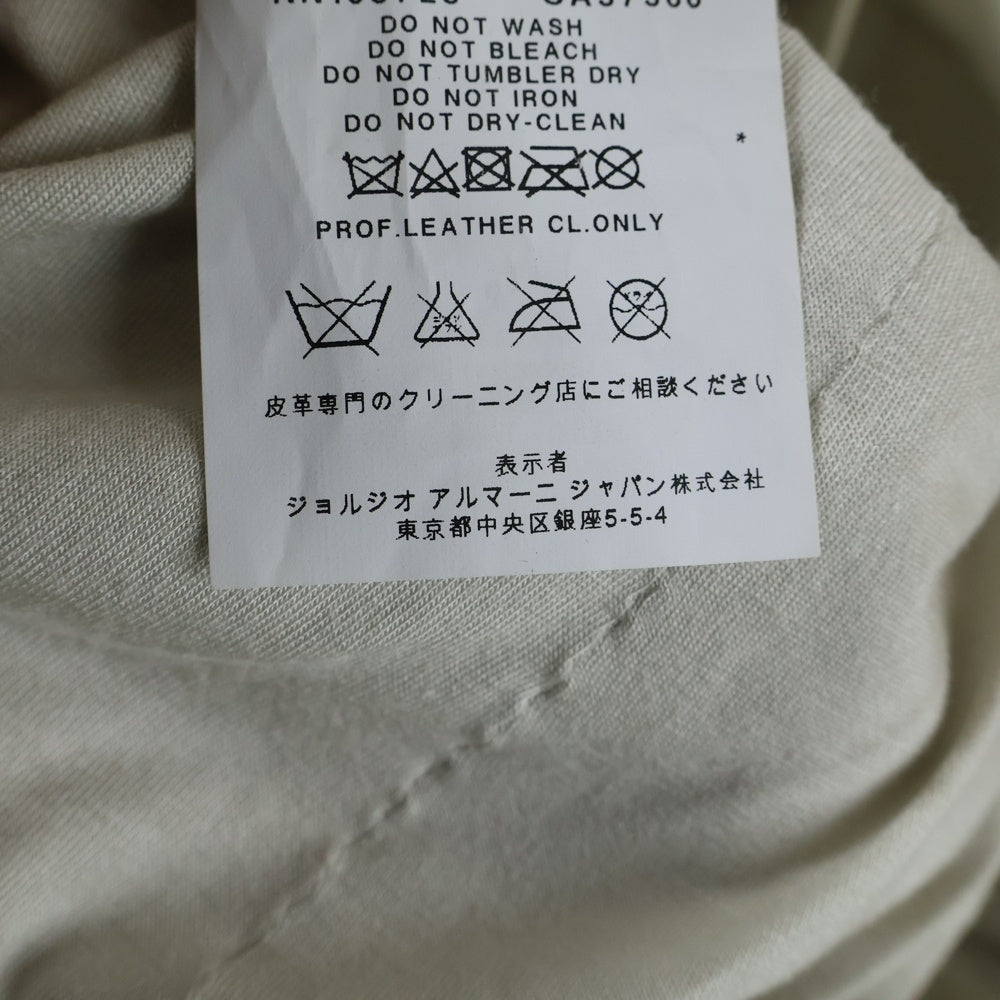 DO NOT WASH
DO NOT BLEACH
DO NOT TUMBLER DRY
DO NOT IRON
DO NOT DRY-CLEAN
*
PROF.LEATHER CL.ONLY
皮革専門のクリーニング店にご相談ください
表示者
ジョルジオ アルマーニ ジャパン株式会社
東京都中央区銀座5-5-4